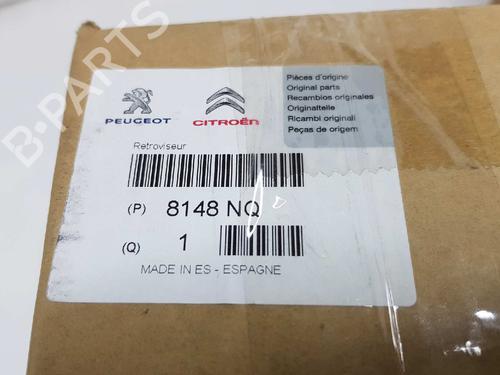 PEUGEOT
CITROËN
Pièces d'origine
Original parts
Recambios originales
Originalteile
Ricambi originali
Peças de origem
Retroviseur
(P) 8148 NQ
(Q) 1
MADE IN ES - ESPAGNE
B-PARTS